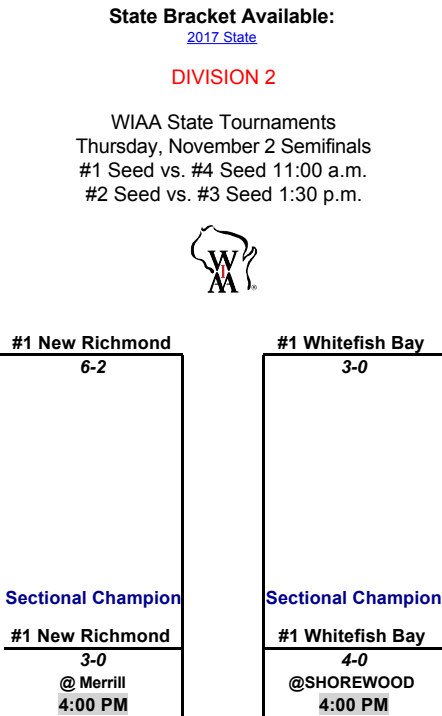 State Bracket Available:
2017 State
DIVISION 2
WIAA State Tournaments
Thursday, November 2 Semifinals
#1 Seed vs. #4 Seed 11:00 a.m.
#2 Seed vs. #3 Seed 1:30 p.m.
W
I
AA
®
#1 New Richmond
6-2
#1 Whitefish Bay
3-0
Sectional Champion
#1 New Richmond
3-0
@ Merrill
4:00 PM
Sectional Champion
#1 Whitefish Bay
4-0
@SHOREWOOD
4:00 PM